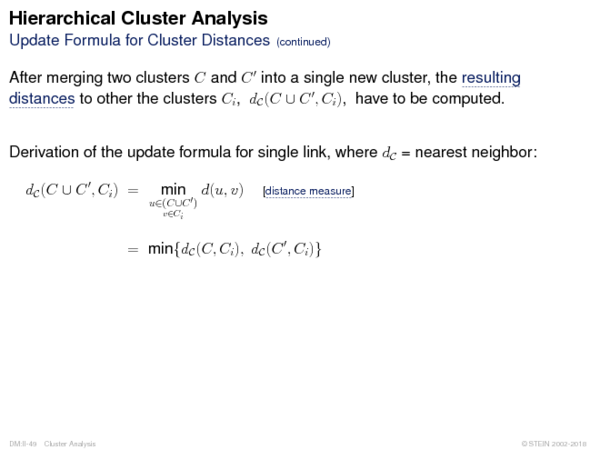 Hierarchical Cluster Analysis
Update Formula for Cluster Distances (continued)
After merging two clusters C and C′ into a single new cluster, the resulting
distances to other the clusters Cᵢ, d_C(C ∪ C′, Cᵢ), have to be computed.
Derivation of the update formula for single link, where d_C = nearest neighbor:
d_C(C ∪ C′, Cᵢ) = min d(u, v) [distance measure]
u∈(C∪C′)
v∈Cᵢ
= min{d_C(C, Cᵢ), d_C(C′, Cᵢ)}
DM:II-49 Cluster Analysis © STEIN 2002-2018